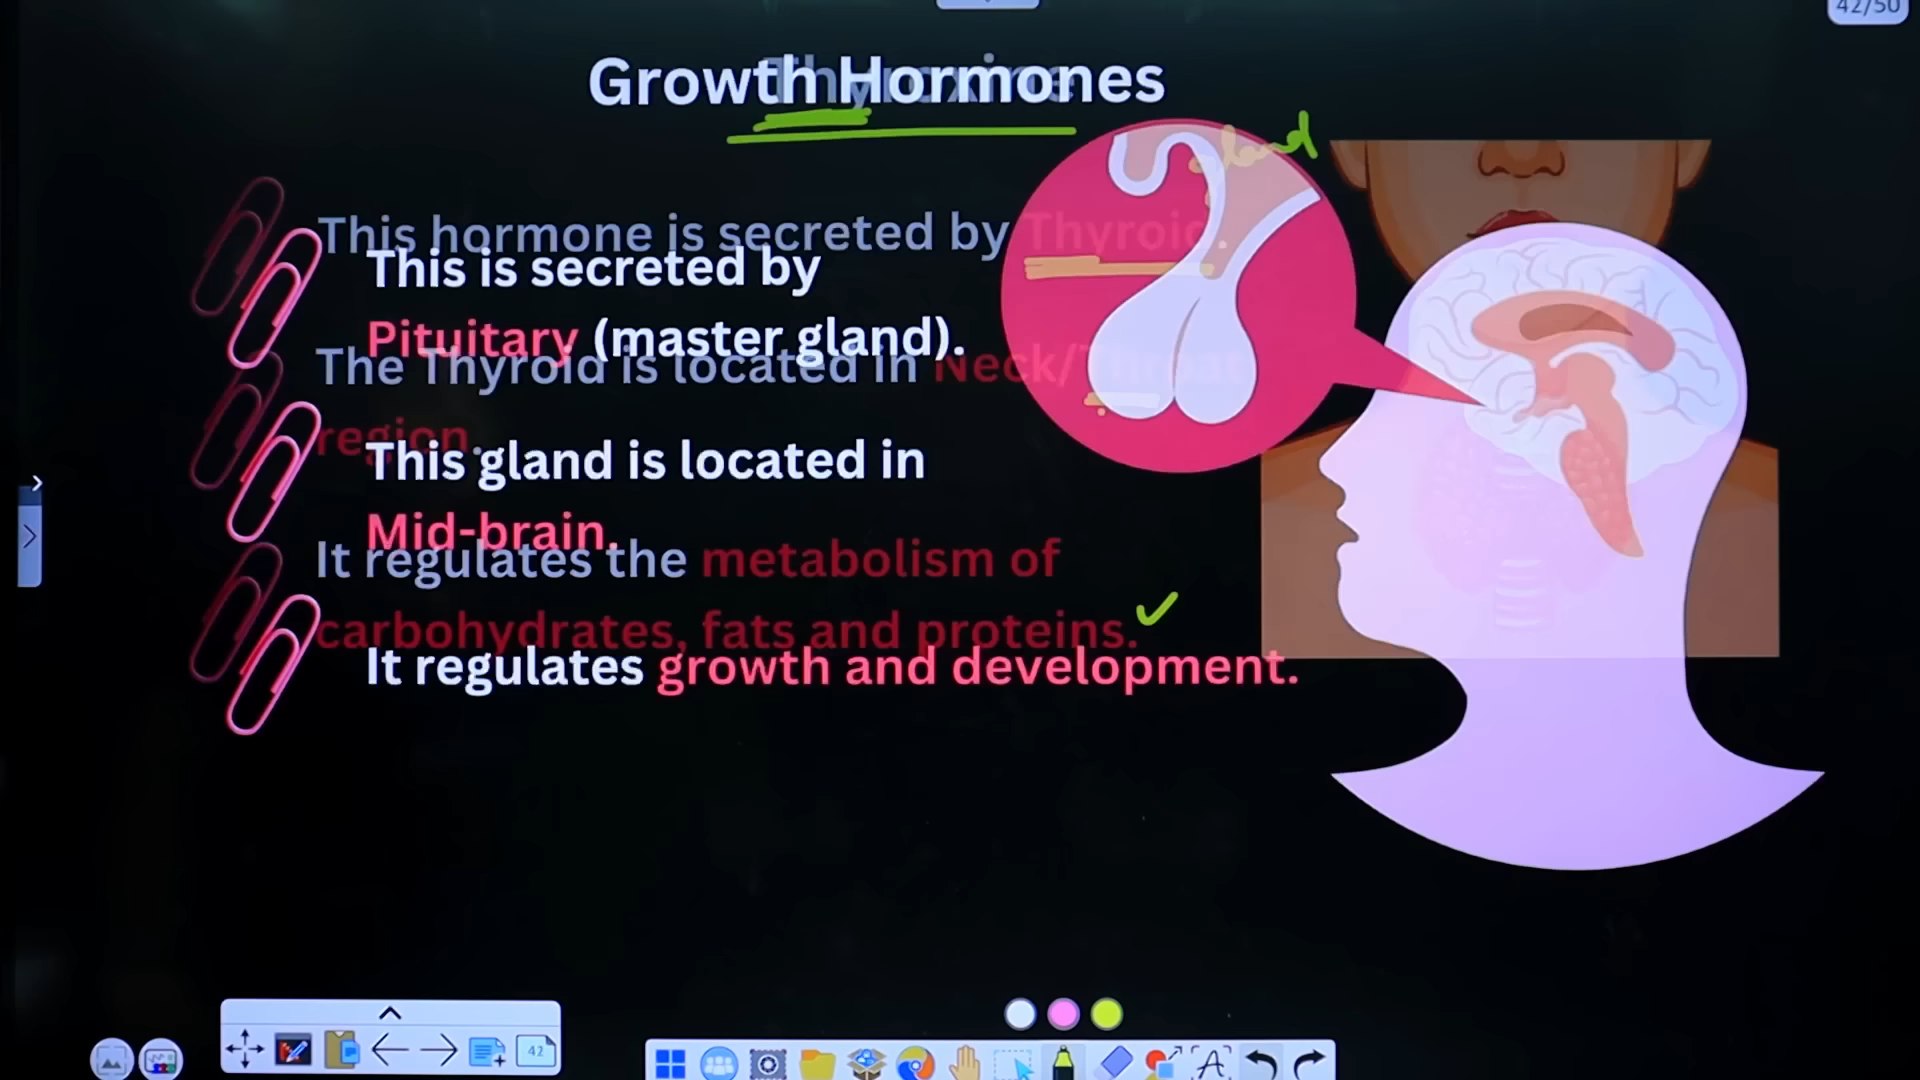 42/50
Growth Hormones
Thyroxine
land
This hormone is secreted by Thyroid.
This is secreted by
Pituitary (master gland).
The Thyroid is located in Neck/Throat
region.
This gland is located in
Mid-brain.
It regulates the metabolism of
carbohydrates, fats and proteins.
It regulates growth and development.
42